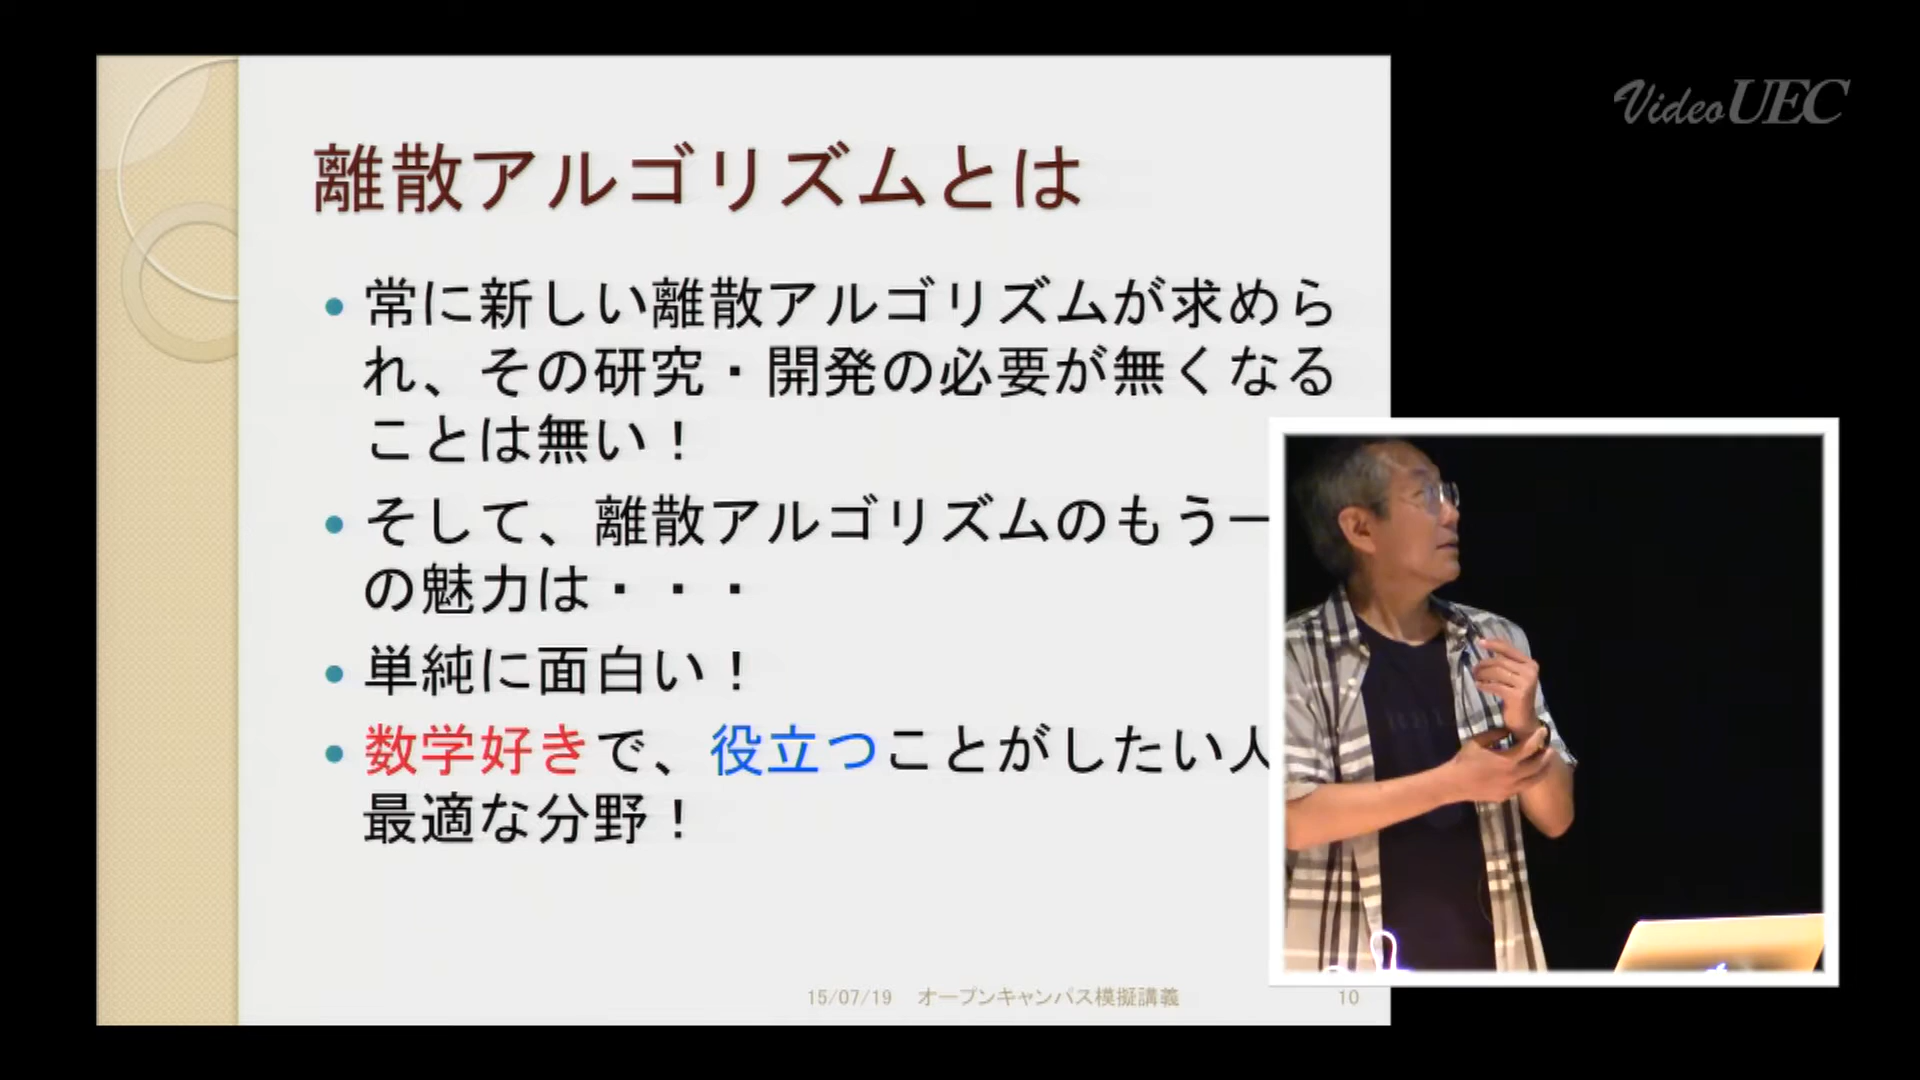 VideoUEC
離散アルゴリズムとは
• 常に新しい離散アルゴリズムが求めら
れ、その研究・開発の必要が無くなる
ことは無い！
• そして、離散アルゴリズムのもう一
の魅力は・・・
• 単純に面白い！
• 数学好きで、役立つことがしたい人
最適な分野！
15/07/19 オープンキャンパス模擬講義 10